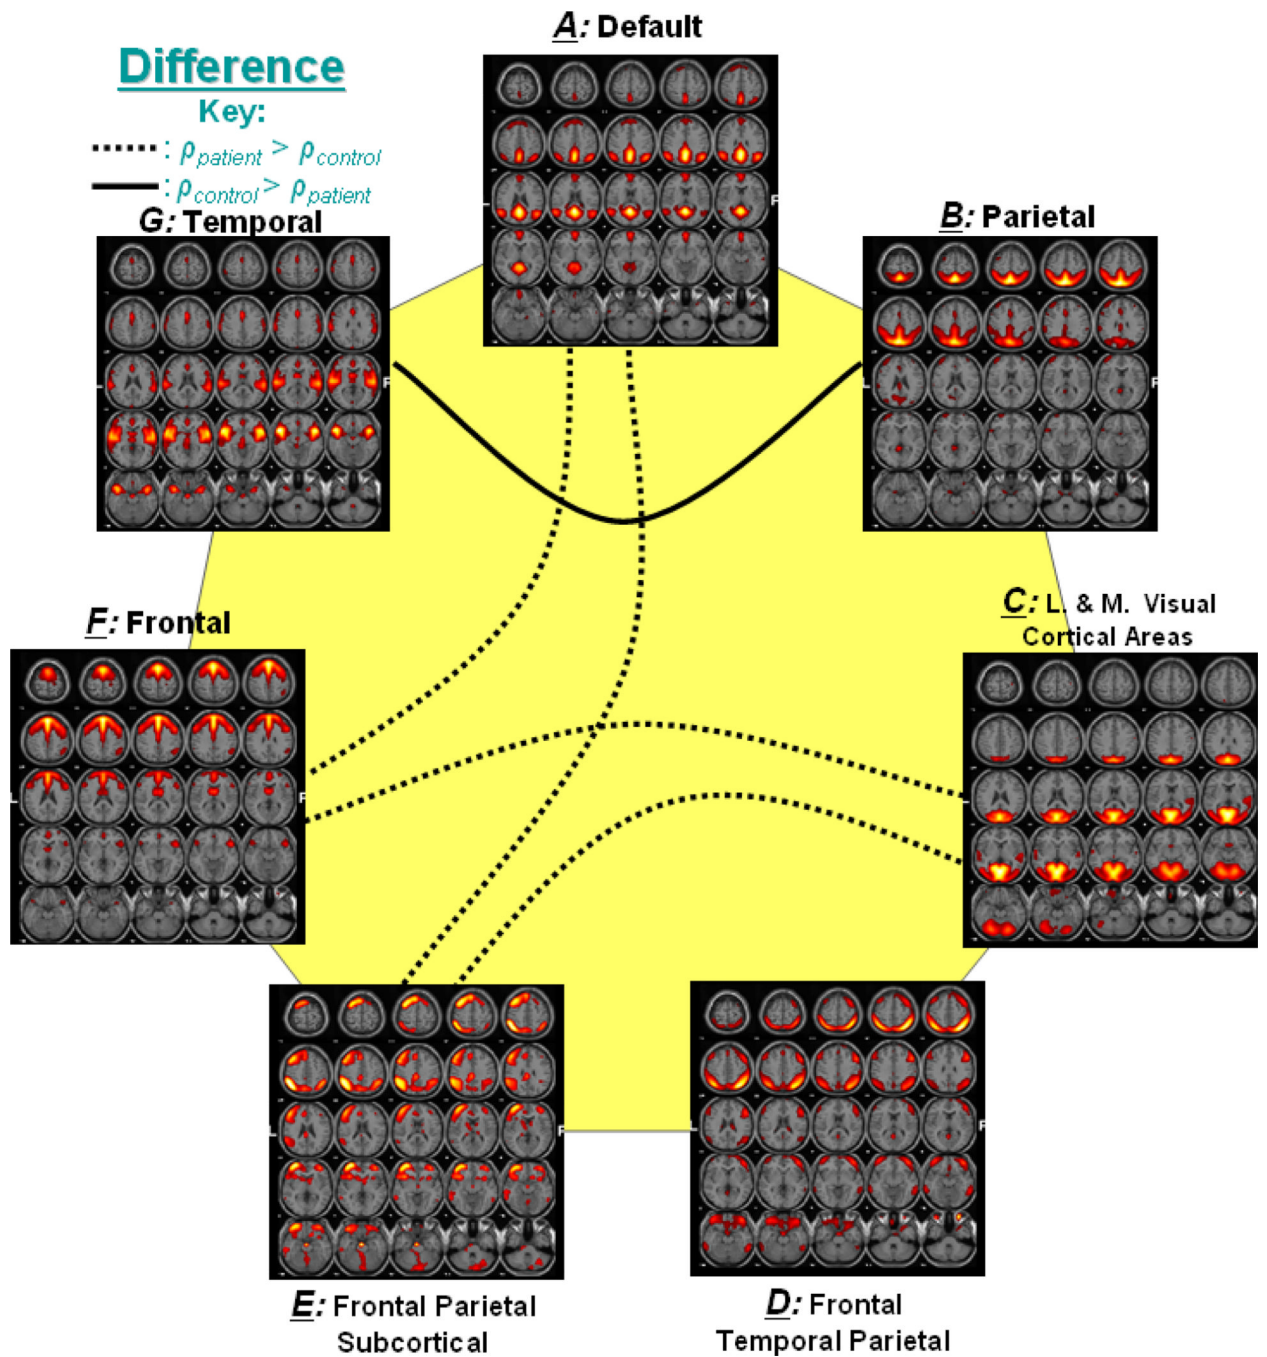 A: Default
Difference
Key:
: ρpatient > ρcontrol
: ρcontrol > ρpatient
G: Temporal
B: Parietal
L
R
L
L
F: Frontal
C: L. & M. Visual
Cortical Areas
L
R
L
L
R
L
R
E: Frontal Parietal
Subcortical
D: Frontal
Temporal Parietal